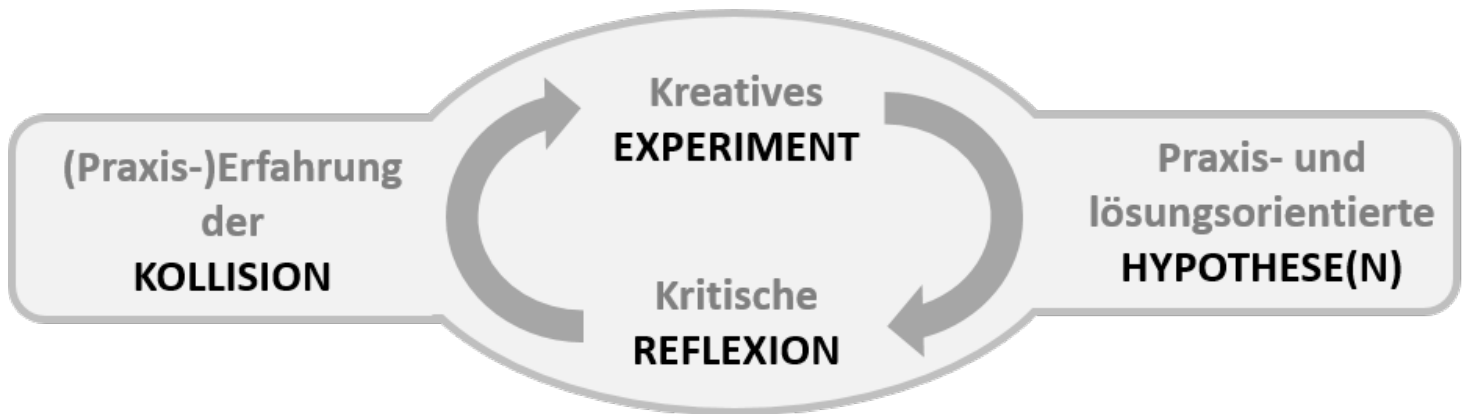 (Praxis-)Erfahrung
der
KOLLISION
Kreatives
EXPERIMENT
Kritische
REFLEXION
Praxis- und
lösungsorientierte
HYPOTHESE(N)